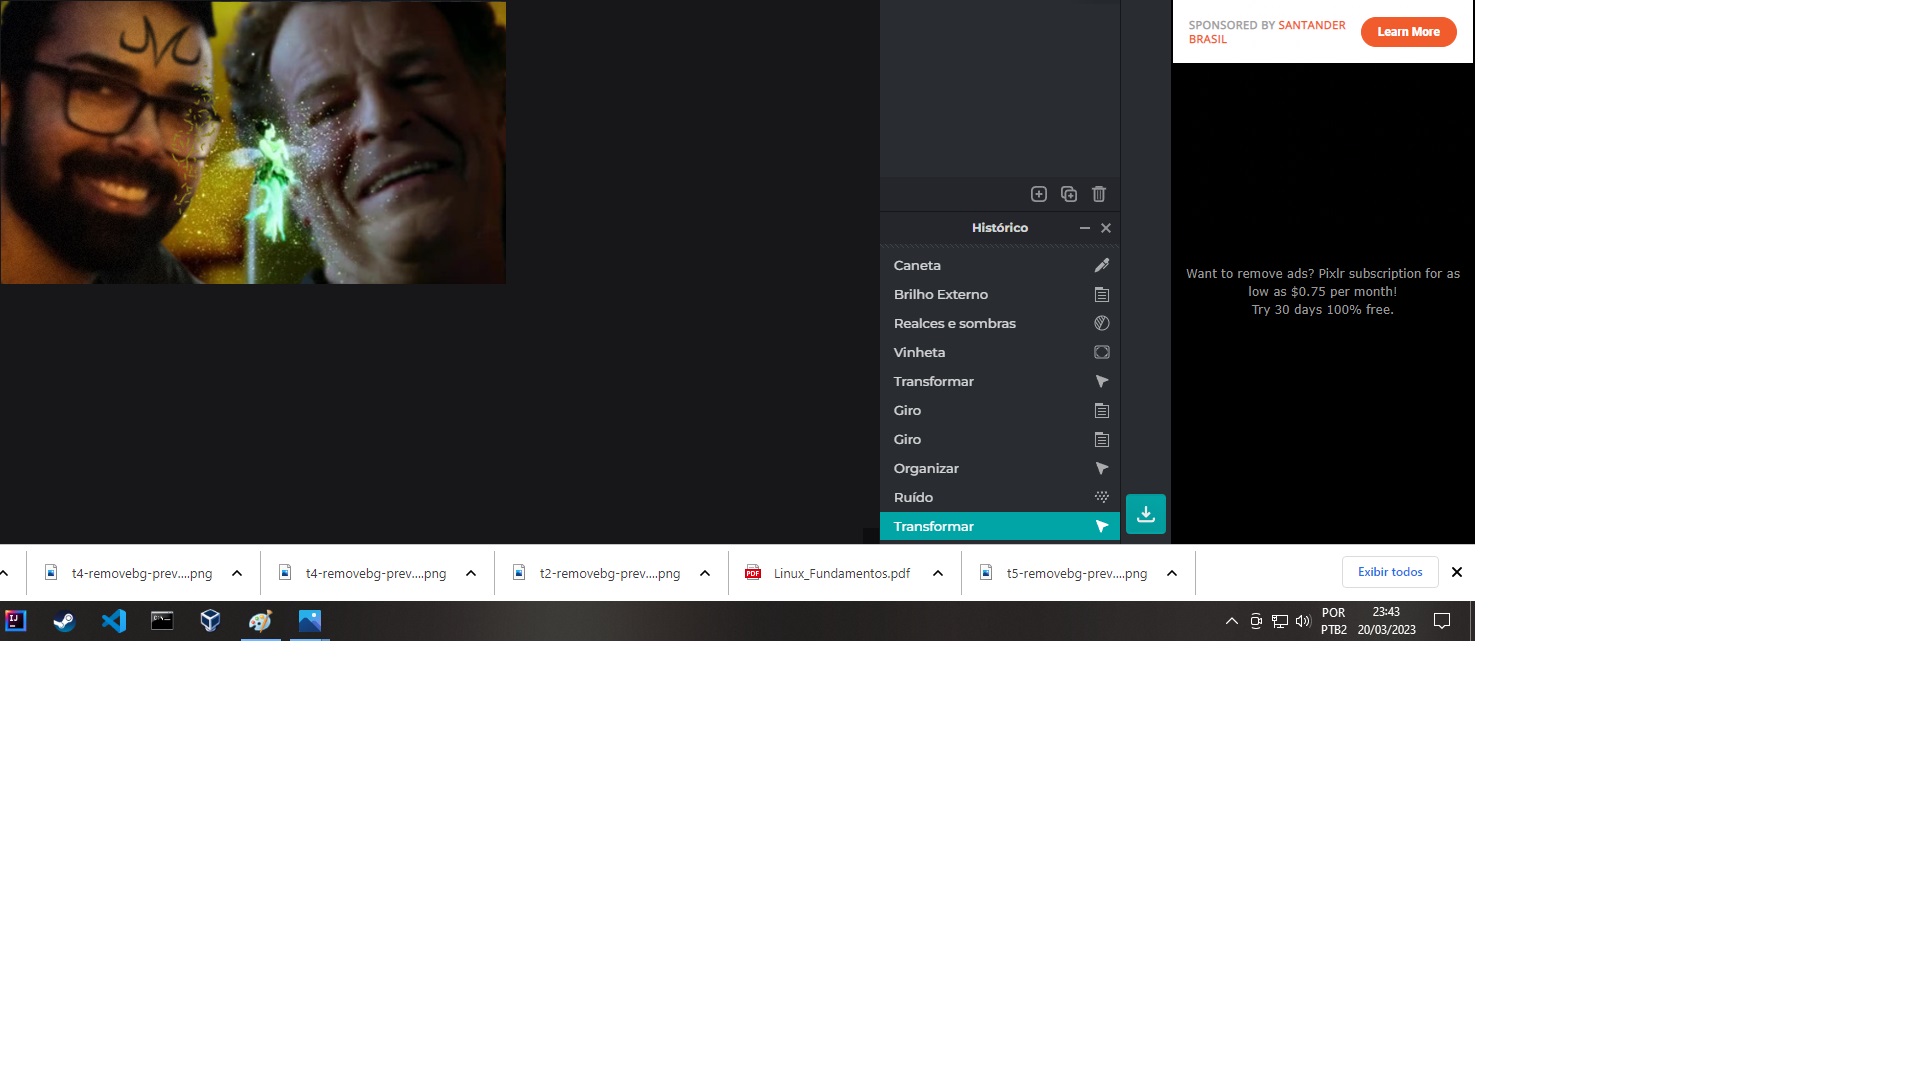 SPONSORED BY SANTANDER
BRASIL
Learn More
Histórico
Caneta
Brilho Externo
Realces e sombras
Vinheta
Transformar
Giro
Giro
Organizar
Ruído
Transformar
Want to remove ads? Pixlr subscription for as
low as $0.75 per month!
Try 30 days 100% free.
t4-removebg-prev....png
t4-removebg-prev....png
t2-removebg-prev....png
PDF
Linux_Fundamentos.pdf
t5-removebg-prev....png
Exibir todos
IJ
POR
PTB2
23:43
20/03/2023